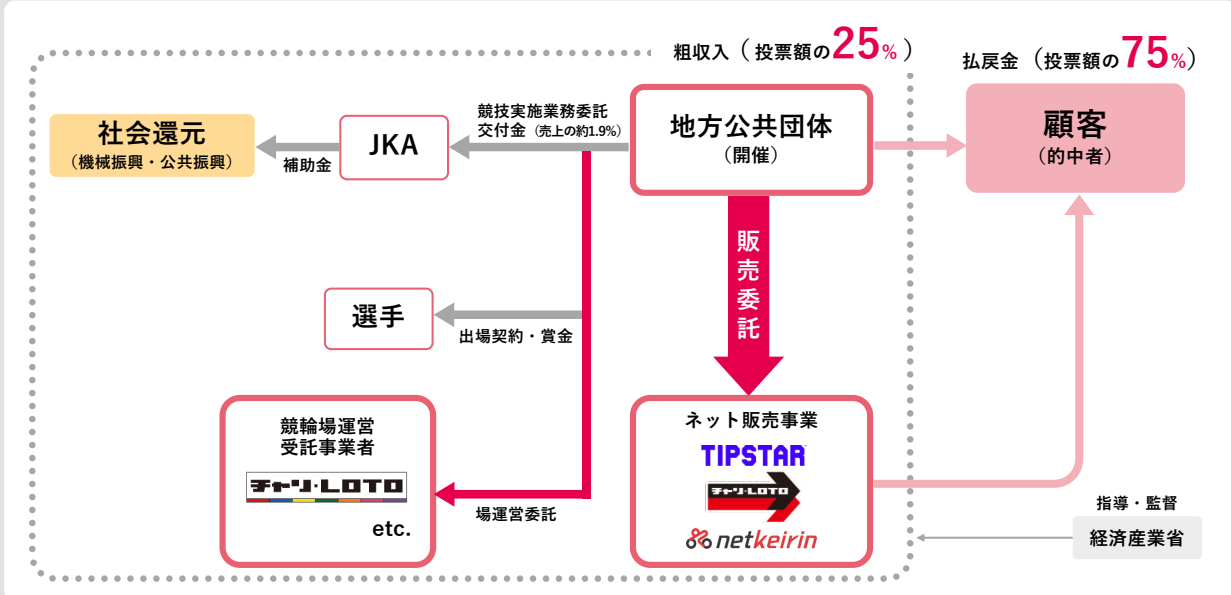 粗収入（投票額の25%）
払戻金（投票額の75%）
社会還元
（機械振興・公共振興）
補助金
JKA
競技実施業務委託
交付金（売上の約1.9%）
地方公共団体
（開催）
顧客
（的中者）
販売委託
選手
出場契約・賞金
競輪場運営
受託事業者
チャリ・LOTO
etc.
場運営委託
ネット販売事業
TIPSTAR
チャリ・LOTO
netkeirin
指導・監督
経済産業省